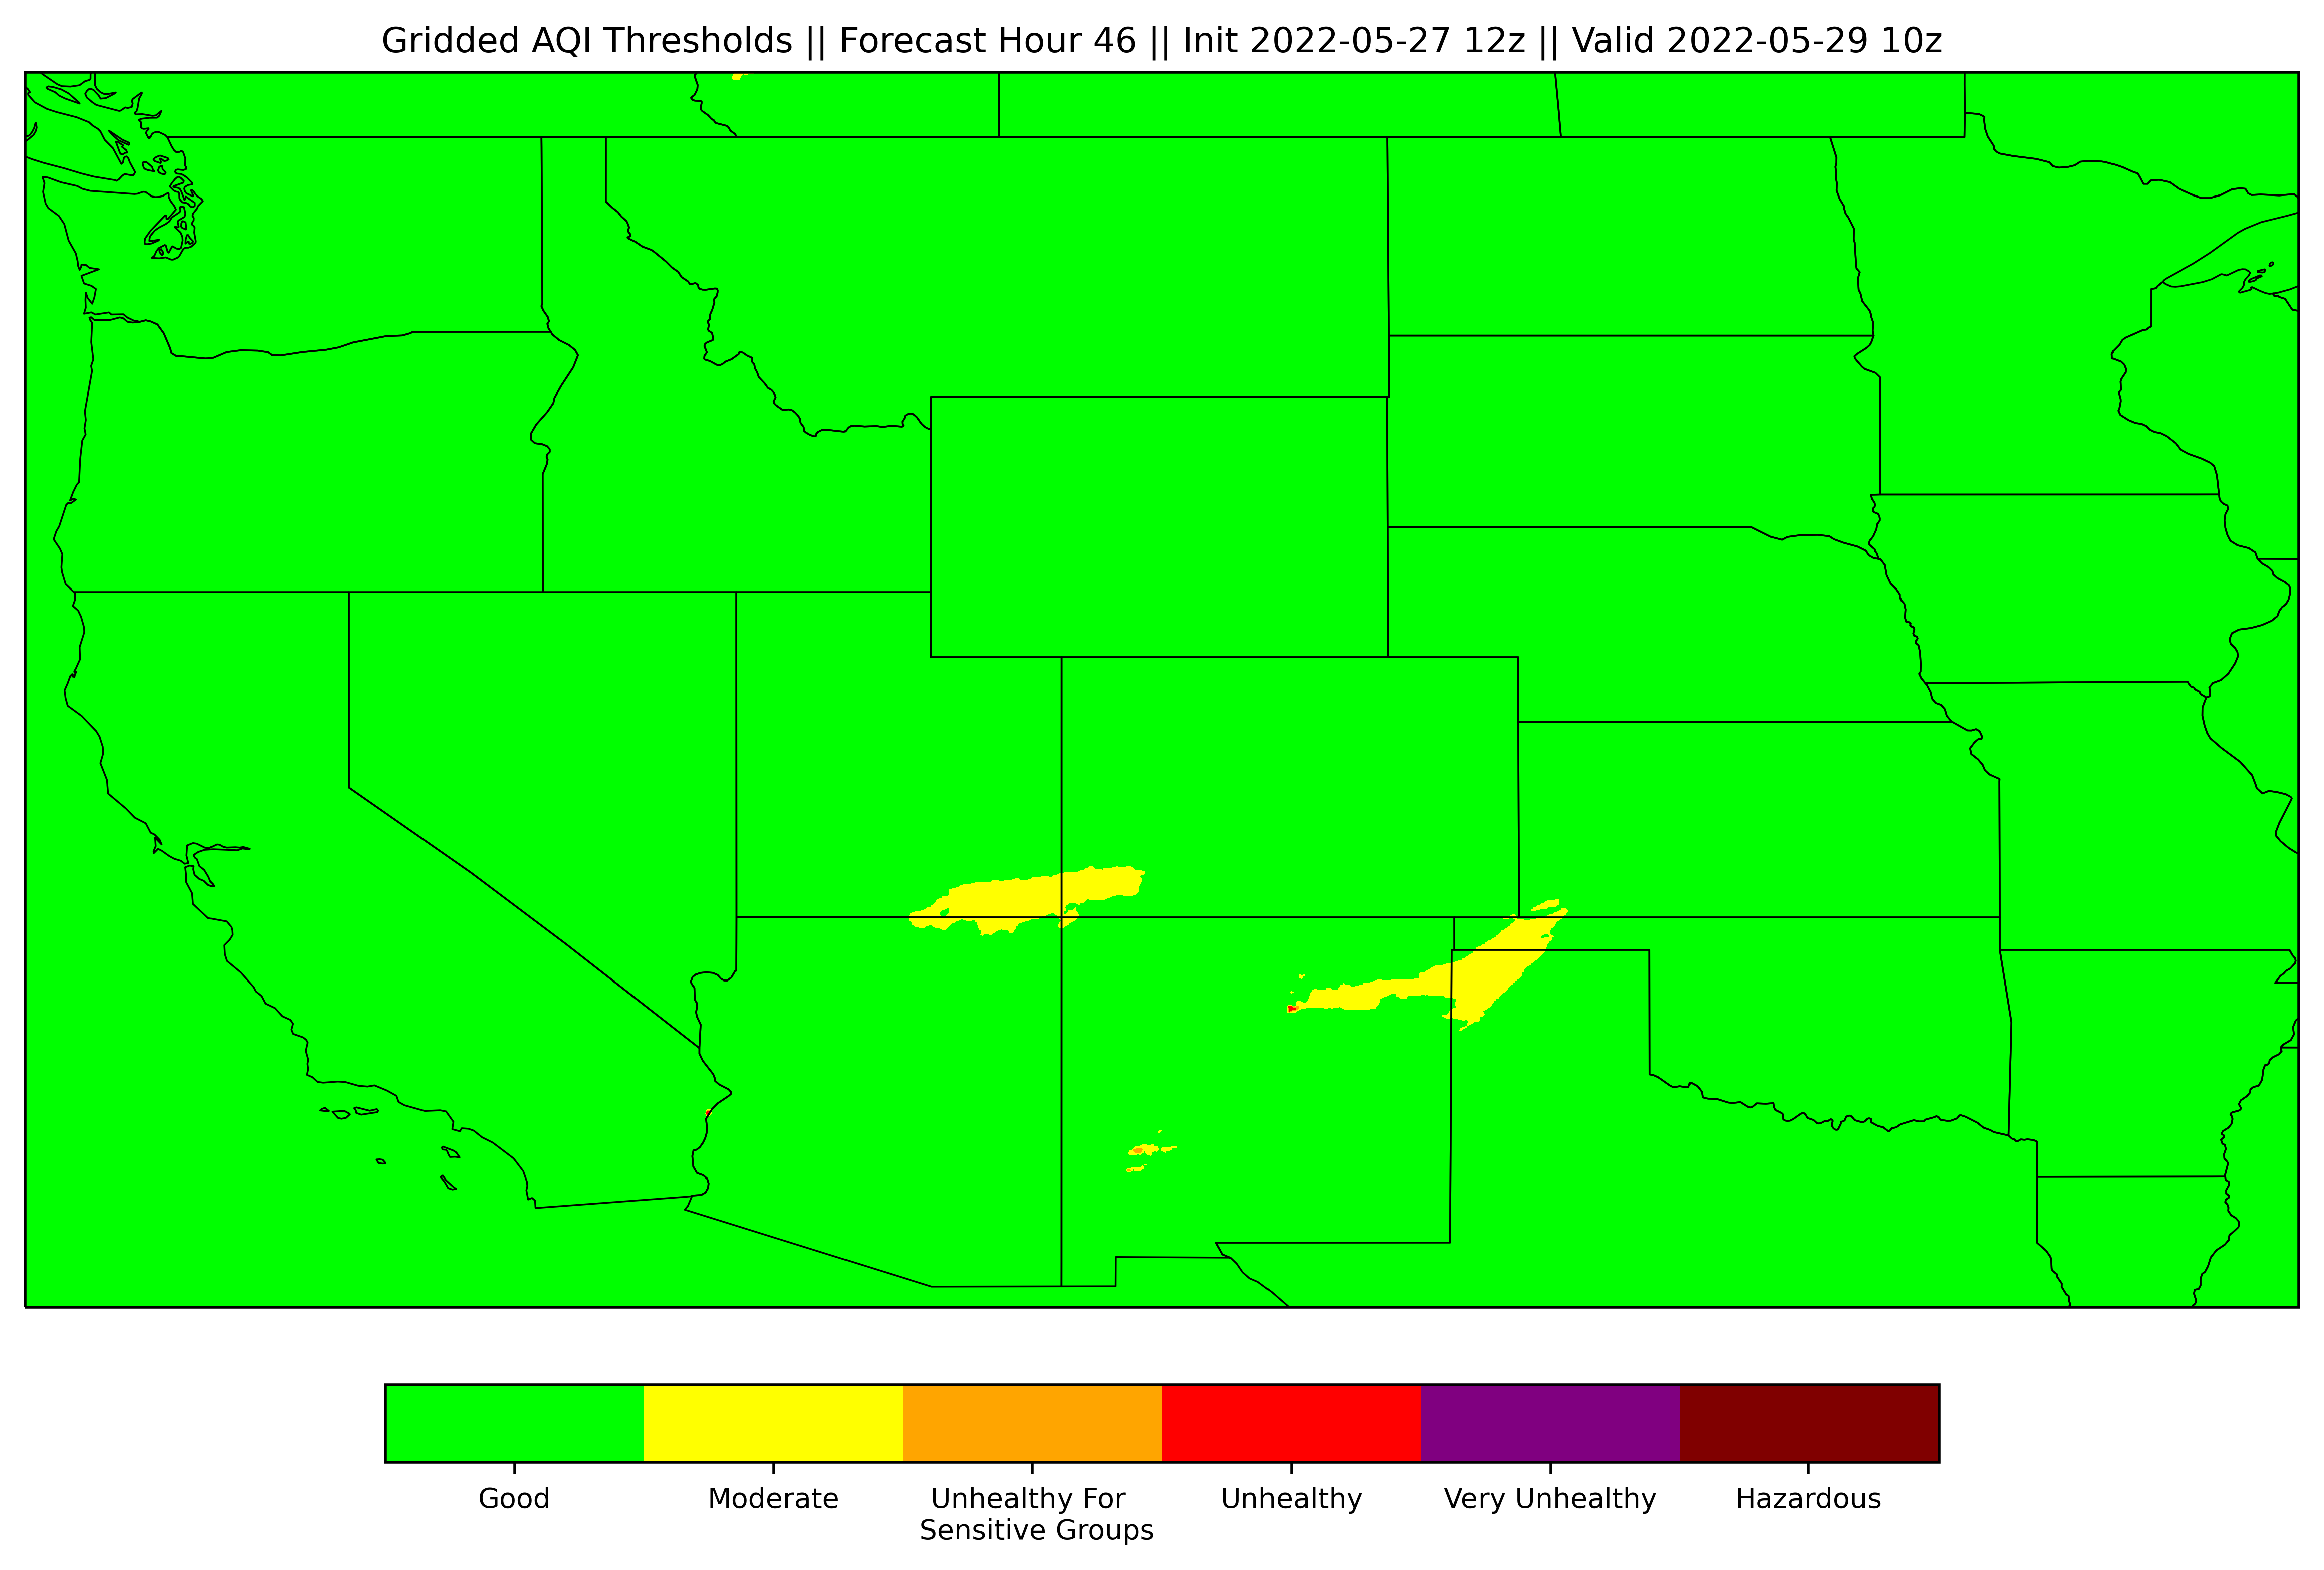 Gridded AQI Thresholds || Forecast Hour 46 || Init 2022-05-27 12z || Valid 2022-05-29 10z
Good
Moderate
Unhealthy For
Sensitive Groups
Unhealthy
Very Unhealthy
Hazardous